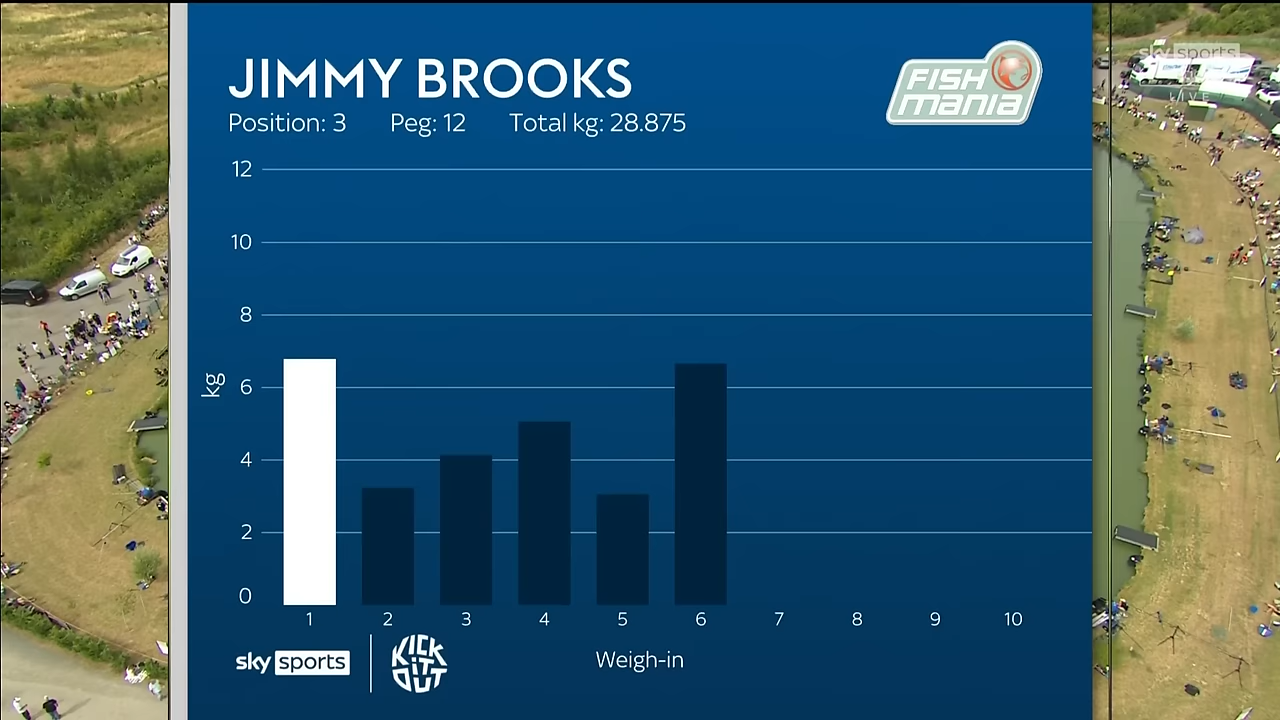 JIMMY BROOKS
Position: 3 Peg: 12 Total kg: 28.875
FISH
mania
sky sports
LIVE
12
10
8
6
4
2
0
kg
1 2 3 4 5 6 7 8 9 10
Weigh-in
sky sports
KICK
IT
OUT